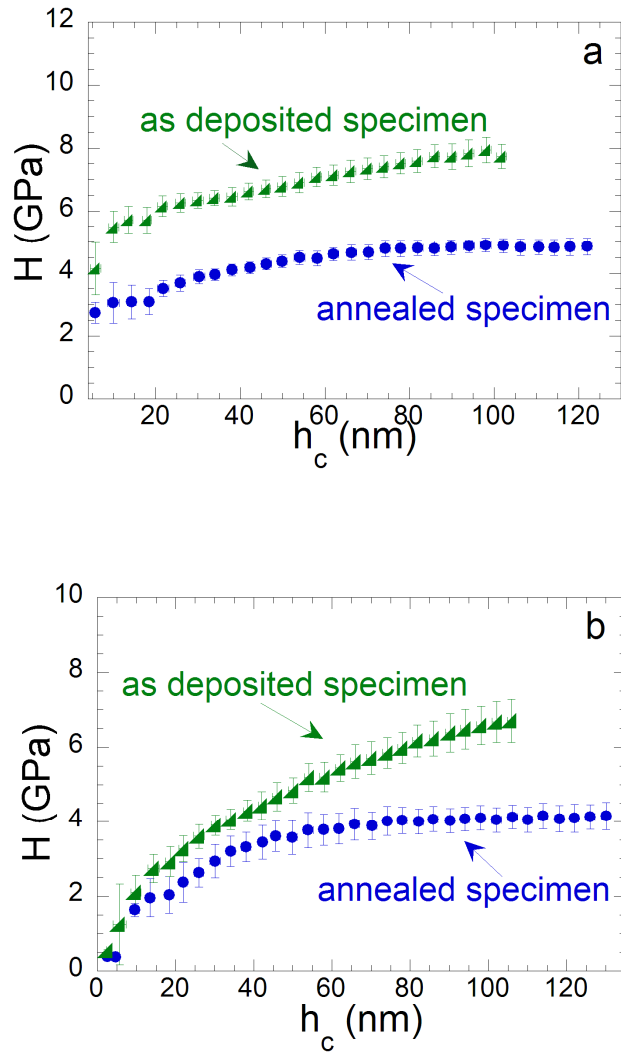 12
a
10
as deposited specimen
8
6
H (GPa)
4
annealed specimen
2
0
20 40 60 80 100 120
h_c (nm)
10
b
8
as deposited specimen
6
H (GPa)
4
annealed specimen
2
0
0 20 40 60 80 100 120
h_c (nm)